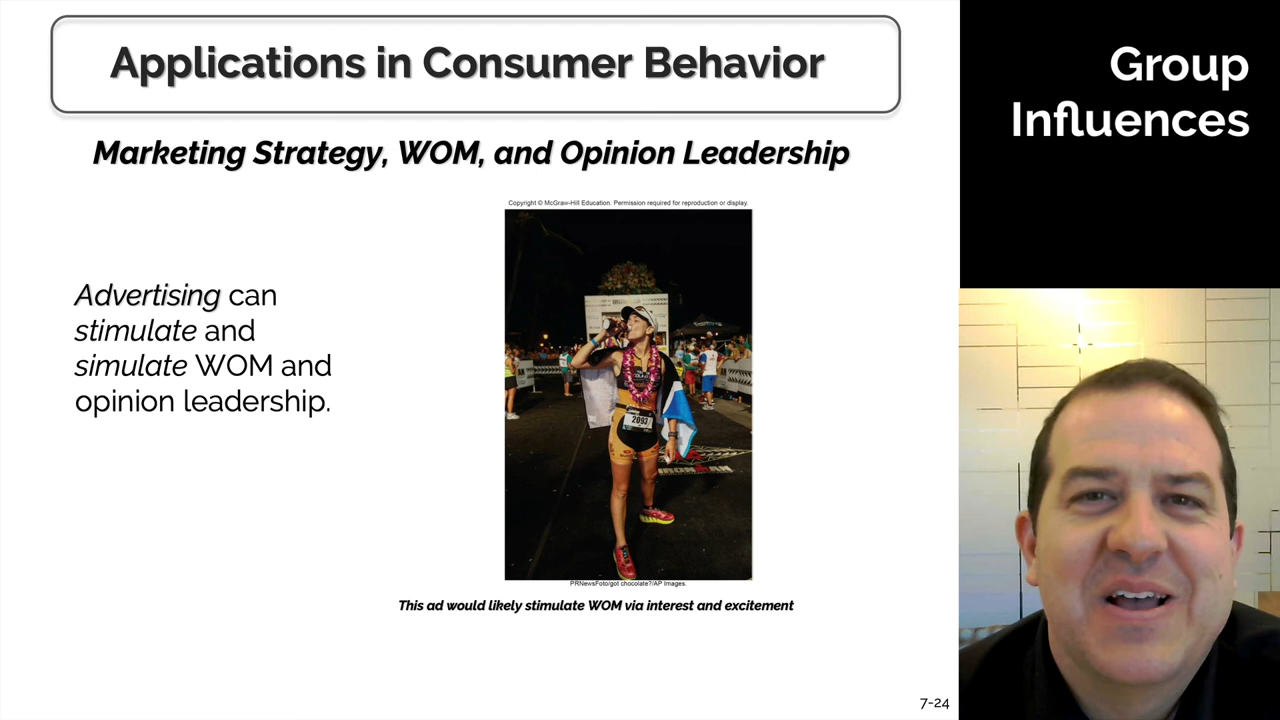 Applications in Consumer Behavior
Group
Influences
Marketing Strategy, WOM, and Opinion Leadership
Copyright © McGraw-Hill Education. Permission required for reproduction or display.
Advertising can
stimulate and
simulate WOM and
opinion leadership.
2093
PRNewsFoto/got chocolate?/AP Images.
This ad would likely stimulate WOM via interest and excitement
7-24